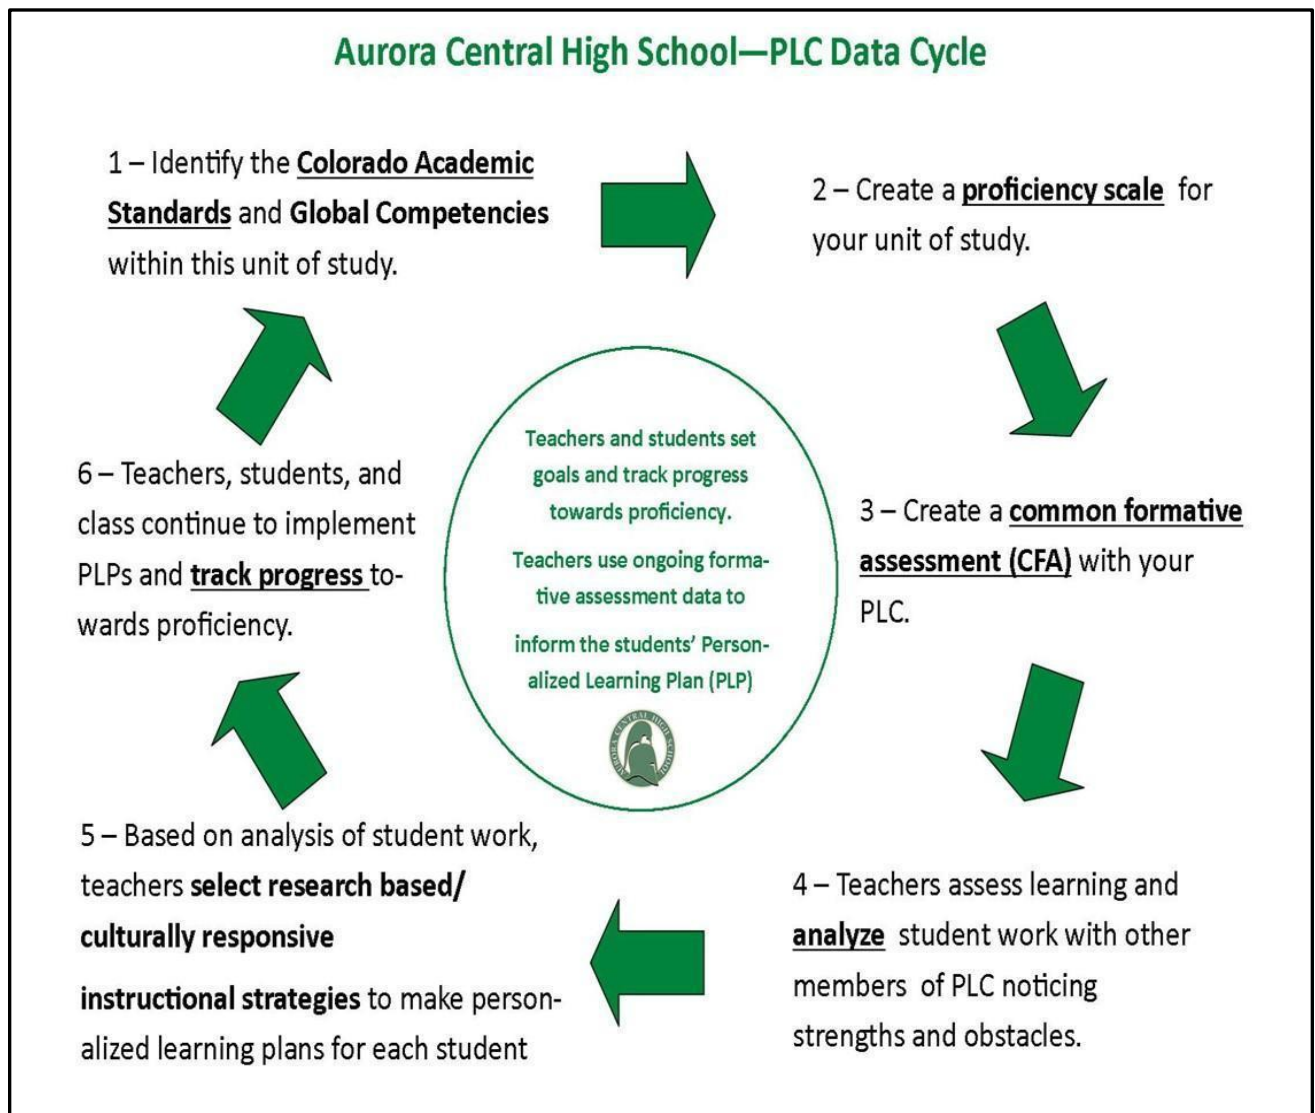 Aurora Central High School—PLC Data Cycle
1 – Identify the Colorado Academic
Standards and Global Competencies
within this unit of study.
2 – Create a proficiency scale for
your unit of study.
3 – Create a common formative
assessment (CFA) with your
PLC.
4 – Teachers assess learning and
analyze student work with other
members of PLC noticing
strengths and obstacles.
5 – Based on analysis of student work,
teachers select research based/
culturally responsive
instructional strategies to make person-
alized learning plans for each student
6 – Teachers, students, and
class continue to implement
PLPs and track progress to-
wards proficiency.
Teachers and students set
goals and track progress
towards proficiency.
Teachers use ongoing forma-
tive assessment data to
inform the students’ Person-
alized Learning Plan (PLP)
AURORA CENTRAL HIGH SCHOOL